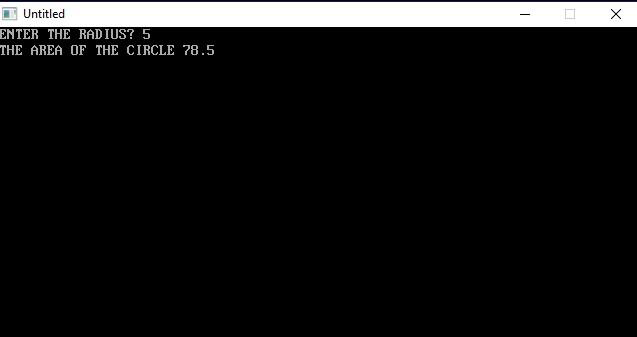 Untitled
ENTER THE RADIUS? 5
THE AREA OF THE CIRCLE 78.5